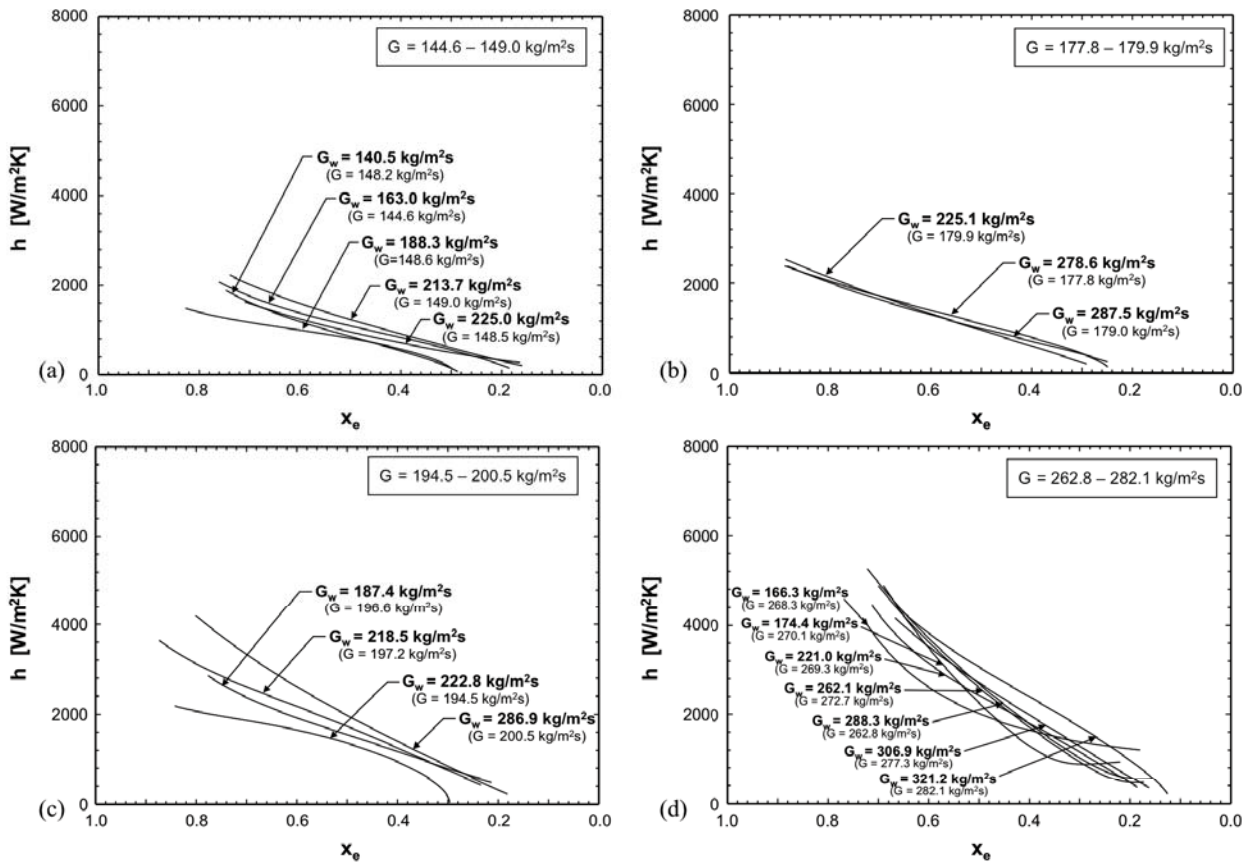 G = 144.6 – 149.0 kg/m²s
8000
6000
4000
2000
0
h [W/m²K]
G_w = 140.5 kg/m²s
(G = 148.2 kg/m²s)
G_w = 163.0 kg/m²s
(G = 144.6 kg/m²s)
G_w = 188.3 kg/m²s
(G=148.6 kg/m²s)
G_w = 213.7 kg/m²s
(G = 149.0 kg/m²s)
G_w = 225.0 kg/m²s
(G = 148.5 kg/m²s)
(a)
1.0 0.8 0.6 0.4 0.2 0.0
x_e
G = 177.8 – 179.9 kg/m²s
8000
6000
4000
2000
0
h [W/m²K]
G_w = 225.1 kg/m²s
(G = 179.9 kg/m²s)
G_w = 278.6 kg/m²s
(G = 177.8 kg/m²s)
G_w = 287.5 kg/m²s
(G = 179.0 kg/m²s)
(b)
1.0 0.8 0.6 0.4 0.2 0.0
x_e
G = 194.5 – 200.5 kg/m²s
8000
6000
4000
2000
0
h [W/m²K]
G_w = 187.4 kg/m²s
(G = 196.6 kg/m²s)
G_w = 218.5 kg/m²s
(G = 197.2 kg/m²s)
G_w = 222.8 kg/m²s
(G = 194.5 kg/m²s)
G_w = 286.9 kg/m²s
(G = 200.5 kg/m²s)
(c)
1.0 0.8 0.6 0.4 0.2 0.0
x_e
G = 262.8 – 282.1 kg/m²s
8000
6000
4000
2000
0
h [W/m²K]
G_w = 166.3 kg/m²s
(G = 268.3 kg/m²s)
G_w = 174.4 kg/m²s
(G = 270.1 kg/m²s)
G_w = 221.0 kg/m²s
(G = 269.3 kg/m²s)
G_w = 262.1 kg/m²s
(G = 272.7 kg/m²s)
G_w = 288.3 kg/m²s
(G = 262.8 kg/m²s)
G_w = 306.9 kg/m²s
(G = 277.3 kg/m²s)
G_w = 321.2 kg/m²s
(G = 282.1 kg/m²s)
(d)
1.0 0.8 0.6 0.4 0.2 0.0
x_e